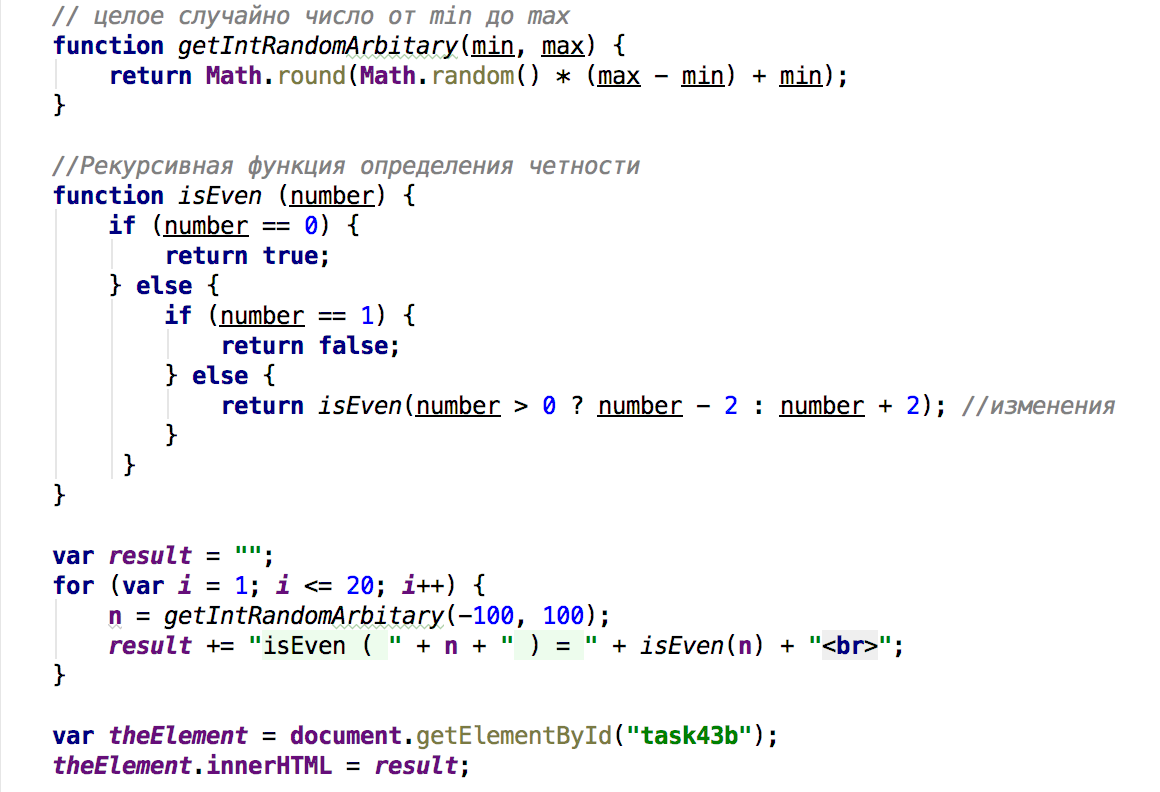 // целое случайно число от min до max
function getIntRandomArbitary(min, max) {
    return Math.round(Math.random() * (max - min) + min);
}

//Рекурсивная функция определения четности
function isEven (number) {
    if (number == 0) {
        return true;
    } else {
        if (number == 1) {
            return false;
        } else {
            return isEven(number > 0 ? number - 2 : number + 2); //изменения
        }
     }
}

var result = "";
for (var i = 1; i <= 20; i++) {
    n = getIntRandomArbitary(-100, 100);
    result += "isEven ( " + n + " ) = " + isEven(n) + "<br>";
}

var theElement = document.getElementById("task43b");
theElement.innerHTML = result;